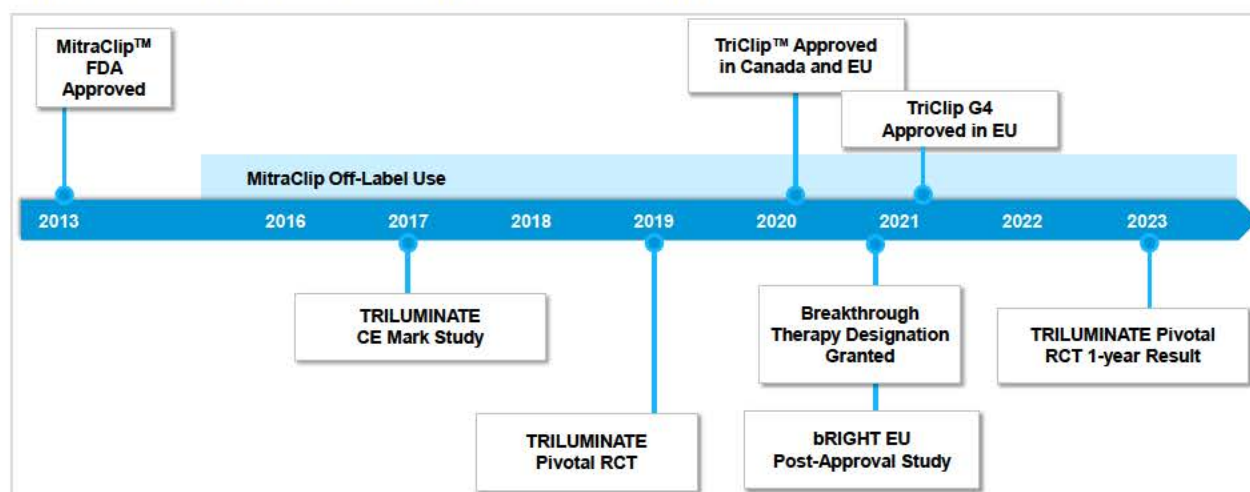 MitraClip™
FDA
Approved
TriClip™ Approved
in Canada and EU
TriClip G4
Approved in EU
MitraClip Off-Label Use
2013 2016 2017 2018 2019 2020 2021 2022 2023
TRILUMINATE
CE Mark Study
Breakthrough
Therapy Designation
Granted
TRILUMINATE Pivotal
RCT 1-year Result
TRILUMINATE
Pivotal RCT
bRIGHT EU
Post-Approval Study